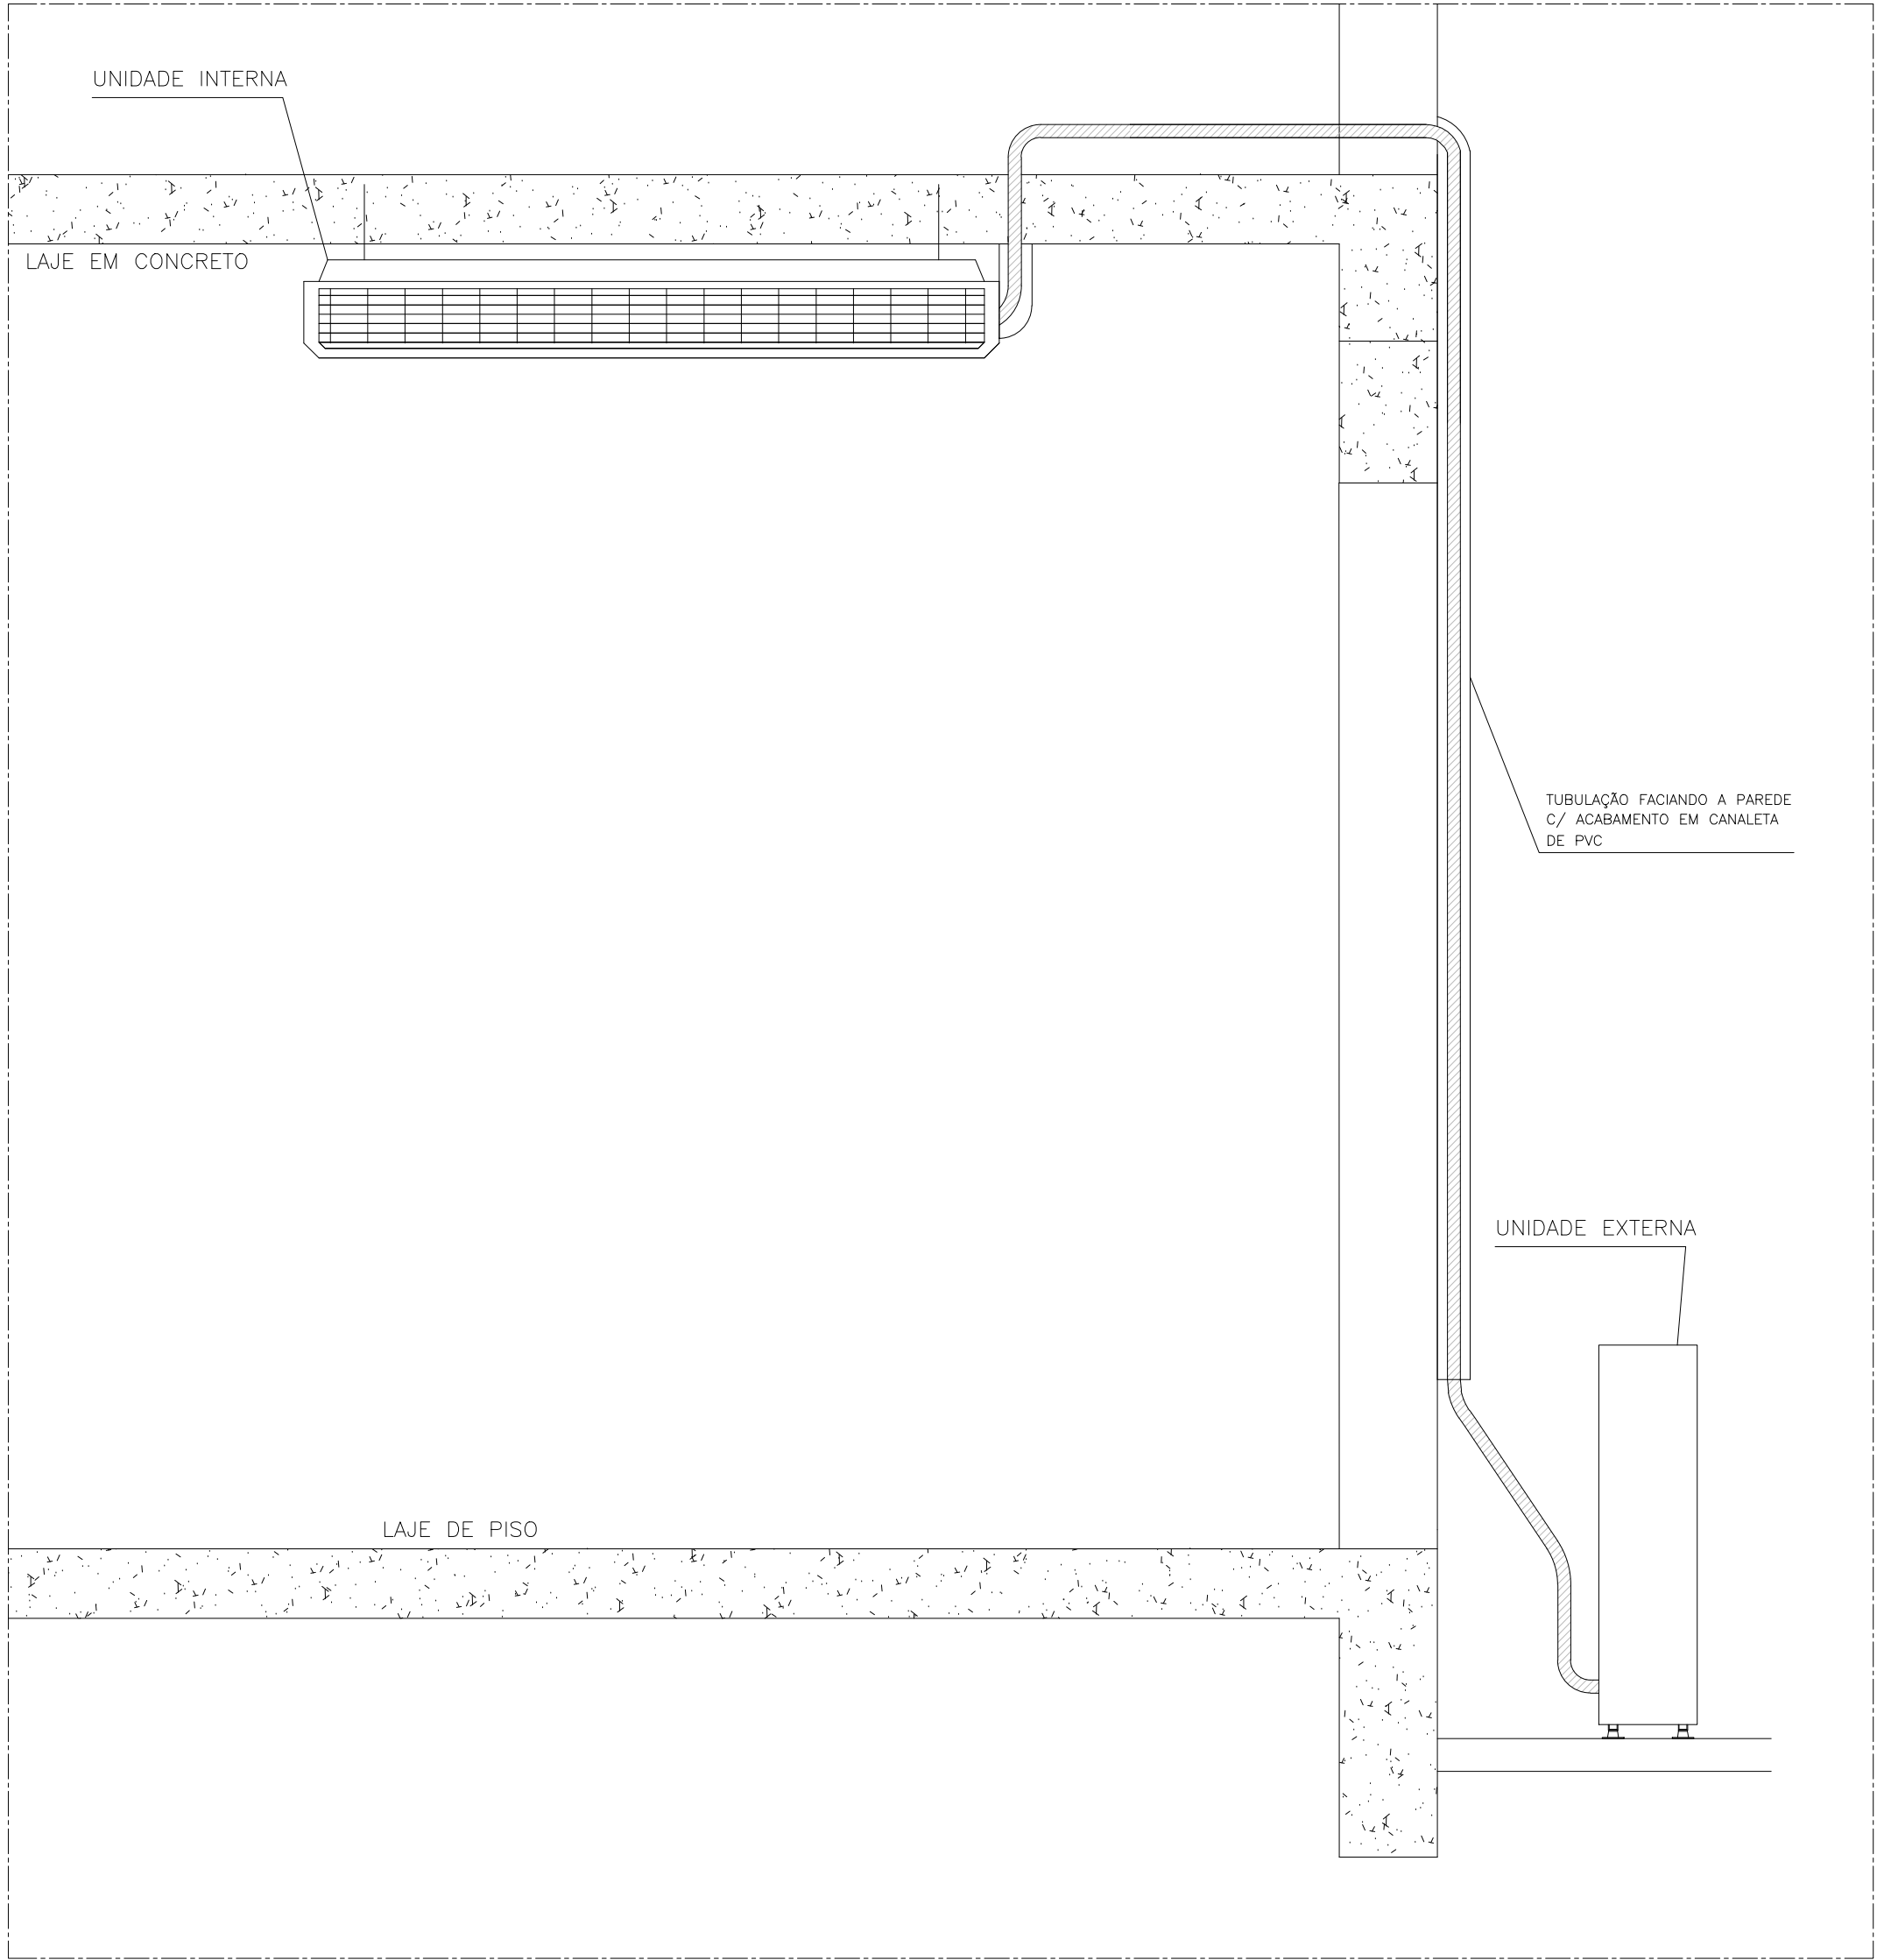 UNIDADE INTERNA
LAJE EM CONCRETO
TUBULAÇÃO FACIANDO A PAREDE
C/ ACABAMENTO EM CANALETA
DE PVC
UNIDADE EXTERNA
LAJE DE PISO